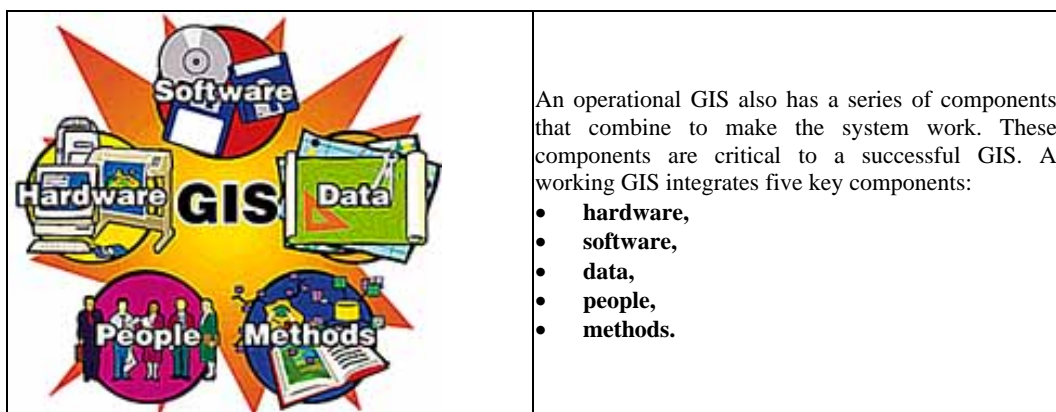 Software
Hardware
GIS
Data
People
Methods
An operational GIS also has a series of components
that combine to make the system work. These
components are critical to a successful GIS. A
working GIS integrates five key components:
• hardware,
• software,
• data,
• people,
• methods.